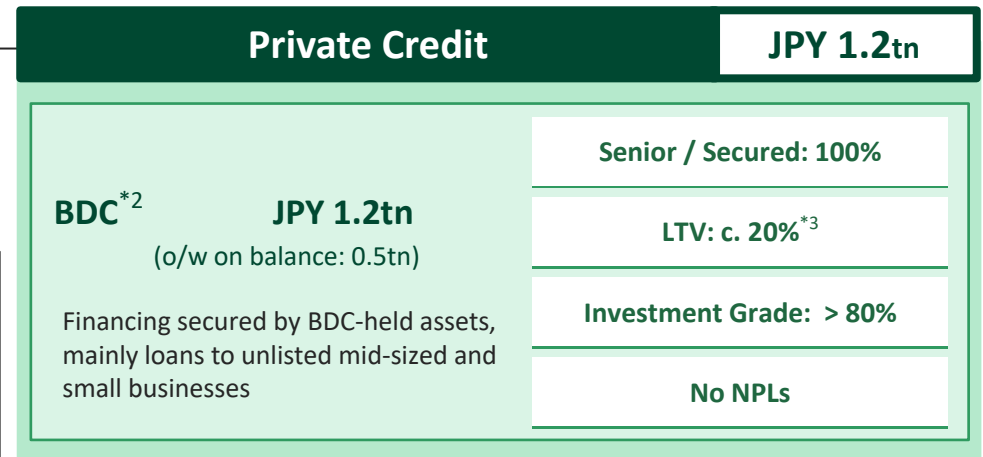 Private Credit
JPY 1.2tn
BDC*2 JPY 1.2tn
(o/w on balance: 0.5tn)
Financing secured by BDC-held assets,
mainly loans to unlisted mid-sized and
small businesses
Senior / Secured: 100%
LTV: c. 20%*3
Investment Grade: > 80%
No NPLs